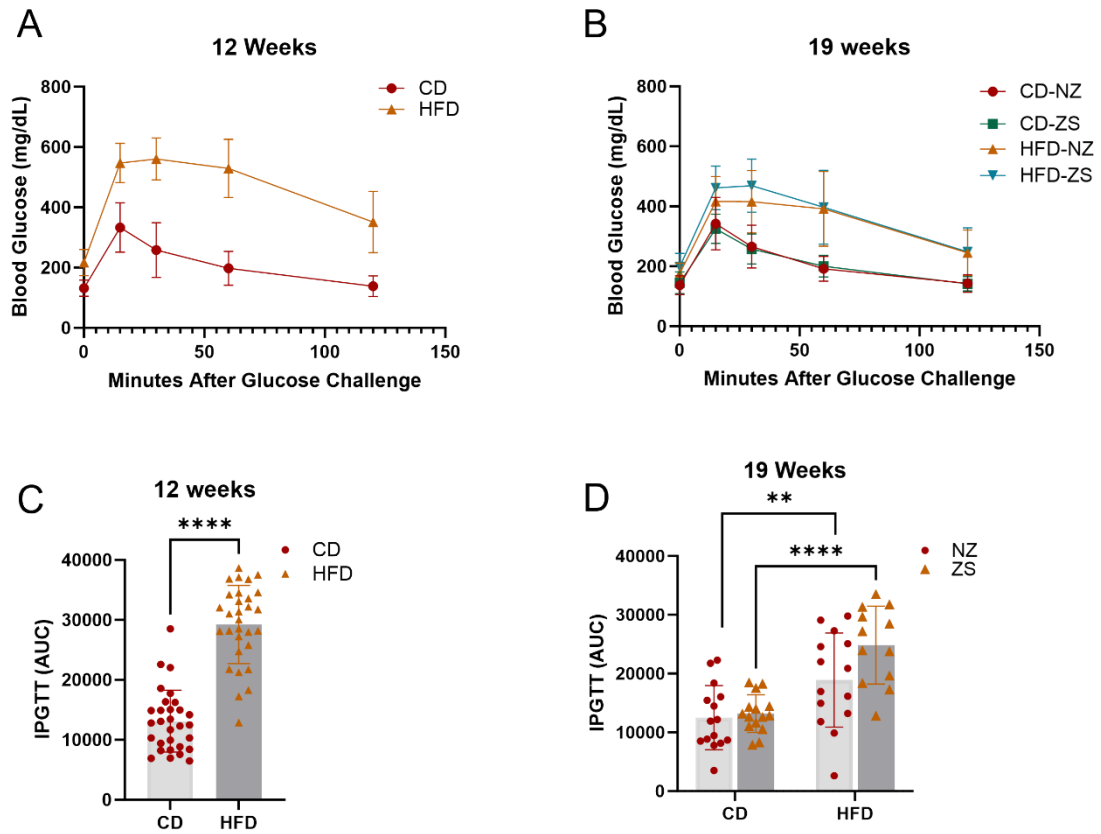 A
12 Weeks
CD
HFD
Blood Glucose (mg/dL)
800
600
400
200
0
0
50
100
150
Minutes After Glucose Challenge
B
19 weeks
CD-NZ
CD-ZS
HFD-NZ
HFD-ZS
Blood Glucose (mg/dL)
800
600
400
200
0
0
50
100
150
Minutes After Glucose Challenge
C
12 weeks
****
CD
HFD
IPGTT (AUC)
40000
30000
20000
10000
0
CD
HFD
D
19 Weeks
**
****
NZ
ZS
IPGTT (AUC)
40000
30000
20000
10000
0
CD
HFD